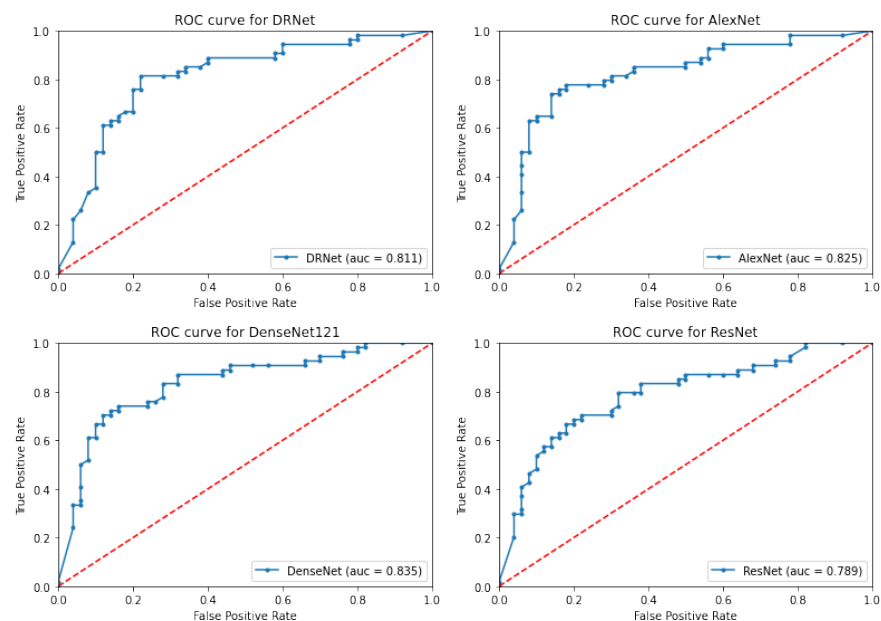 ROC curve for DRNet
1.0
0.8
0.6
0.4
0.2
0.0
True Positive Rate
DRNet (auc = 0.811)
0.0 0.2 0.4 0.6 0.8 1.0
False Positive Rate
ROC curve for AlexNet
1.0
0.8
0.6
0.4
0.2
0.0
True Positive Rate
AlexNet (auc = 0.825)
0.0 0.2 0.4 0.6 0.8 1.0
False Positive Rate
ROC curve for DenseNet121
1.0
0.8
0.6
0.4
0.2
0.0
True Positive Rate
DenseNet (auc = 0.835)
0.0 0.2 0.4 0.6 0.8 1.0
False Positive Rate
ROC curve for ResNet
1.0
0.8
0.6
0.4
0.2
0.0
True Positive Rate
ResNet (auc = 0.789)
0.0 0.2 0.4 0.6 0.8 1.0
False Positive Rate